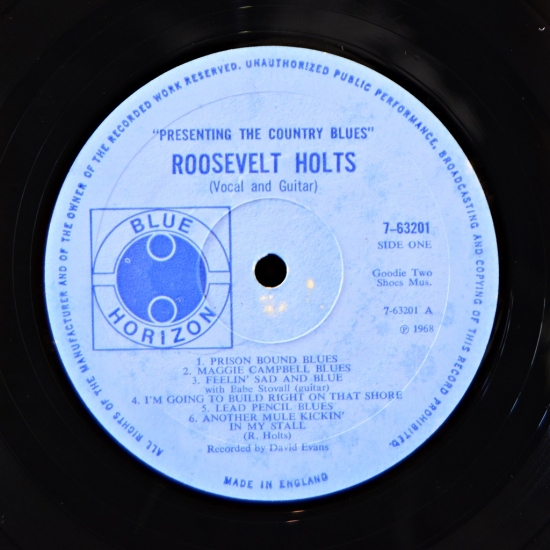 ALL RIGHTS OF THE MANUFACTURER AND OF THE OWNER OF THE RECORDED WORK RESERVED. UNAUTHORIZED PUBLIC PERFORMANCE, BROADCASTING AND COPYING OF THIS RECORD PROHIBITED.
"PRESENTING THE COUNTRY BLUES"
ROOSEVELT HOLTS
(Vocal and Guitar)
BLUE
HORIZON
7-63201
SIDE ONE
Goodie Two
Shoes Mus.
7-63201 A
℗ 1968
1. PRISON BOUND BLUES
2. MAGGIE CAMPBELL BLUES
3. FEELIN' SAD AND BLUE
with Babe Stovall (guitar)
4. I'M GOING TO BUILD RIGHT ON THAT SHORE
5. LEAD PENCIL BLUES
6. ANOTHER MULE KICKIN'
IN MY STALL
(R. Holts)
Recorded by David Evans
MADE IN ENGLAND